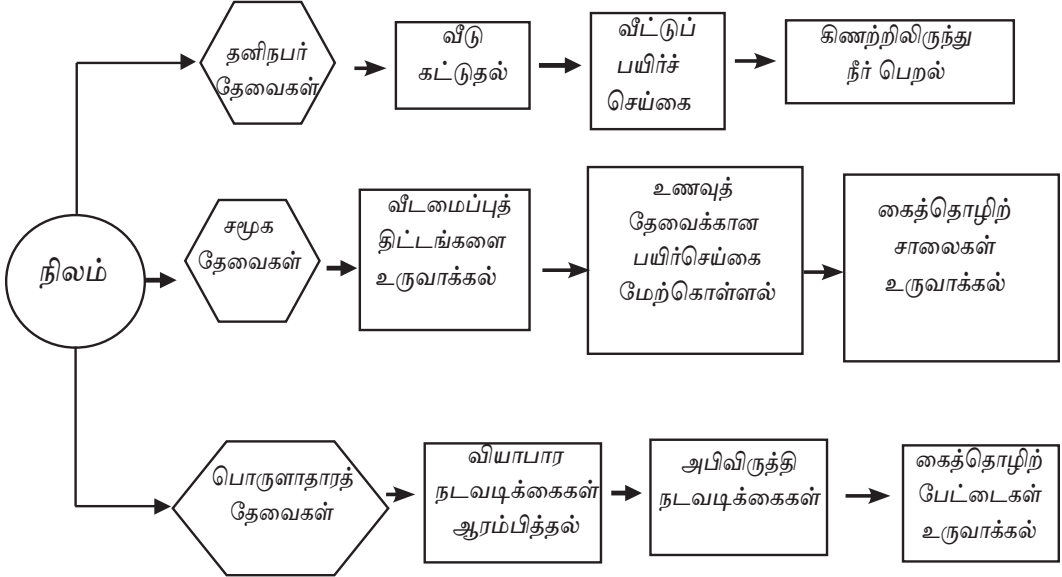 தனிநபர்
தேவைகள்
வீடு
கட்டுதல்
வீட்டுப்
பயிர்ச்
செய்கை
கிணற்றிலிருந்து
நீர் பெறல்
நிலம்
சமூக
தேவைகள்
வீடமைப்புத்
திட்டங்களை
உருவாக்கல்
உணவுத்
தேவைக்கான
பயிர்செய்கை
மேற்கொள்ளல்
கைத்தொழிற்
சாலைகள்
உருவாக்கல்
பொருளாதாரத்
தேவைகள்
வியாபார
நடவடிக்கைகள்
ஆரம்பித்தல்
அபிவிருத்தி
நடவடிக்கைகள்
கைத்தொழிற்
பேட்டைகள்
உருவாக்கல்